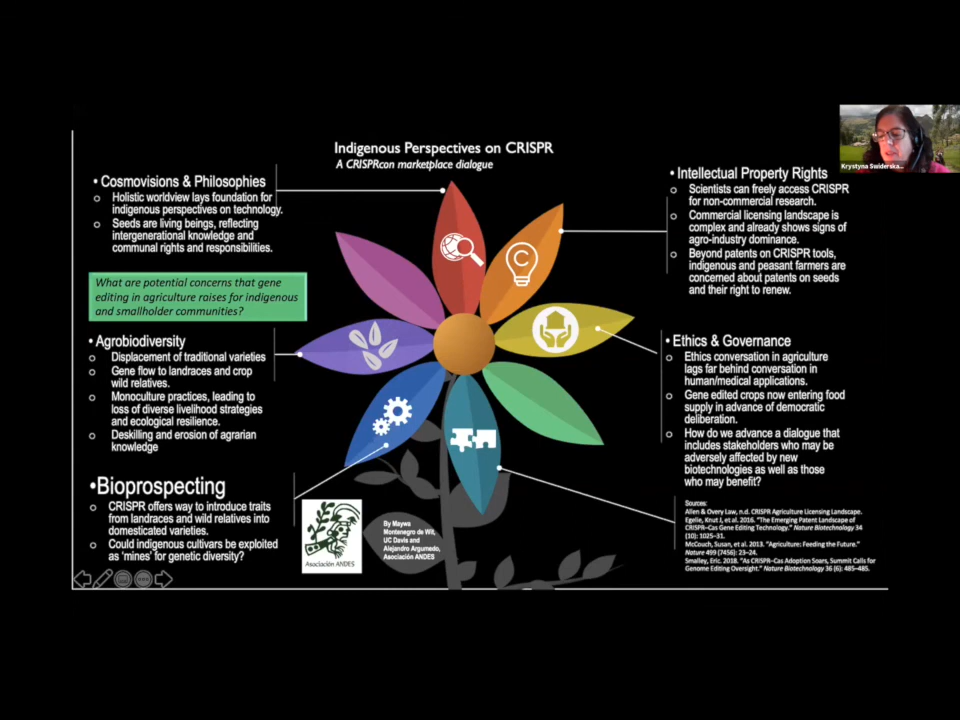 Indigenous Perspectives on CRISPR
A CRISPRcon marketplace dialogue
Krystyna Swiderska...
• Cosmovisions & Philosophies
o Holistic worldview lays foundation for
indigenous perspectives on technology.
o Seeds are living beings, reflecting
intergenerational knowledge and
communal rights and responsibilities.
What are potential concerns that gene
editing in agriculture raises for indigenous
and smallholder communities?
• Agrobiodiversity
o Displacement of traditional varieties
o Gene flow to landraces and crop
wild relatives.
o Monoculture practices, leading to
loss of diverse livelihood strategies
and ecological resilience.
o Deskilling and erosion of agrarian
knowledge
•Bioprospecting
o CRISPR offers way to introduce traits
from landraces and wild relatives into
domesticated varieties.
o Could indigenous cultivars be exploited
as ‘mines’ for genetic diversity?
C
Asociación ANDES
By Maywa
Montenegro de Wit,
UC Davis and
Alejandro Argumedo,
Asociación ANDES
• Intellectual Property Rights
o Scientists can freely access CRISPR
for non-commercial research.
o Commercial licensing landscape is
complex and already shows signs of
agro-industry dominance.
o Beyond patents on CRISPR tools,
indigenous and peasant farmers are
concerned about patents on seeds
and their right to renew.
• Ethics & Governance
o Ethics conversation in agriculture
lags far behind conversation in
human/medical applications.
o Gene edited crops now entering food
supply in advance of democratic
deliberation.
o How do we advance a dialogue that
includes stakeholders who may be
adversely affected by new
biotechnologies as well as those
who may benefit?
Sources:
Allen & Overy Law, n.d. CRISPR Agriculture Licensing Landscape.
Egelie, Knut J, et al. 2016. "The Emerging Patent Landscape of
CRISPR–Cas Gene Editing Technology." Nature Biotechnology 34
(10): 1025–31.
McCouch, Susan, et al. 2013. "Agriculture: Feeding the Future."
Nature 499 (7456): 23–24.
Smalley, Eric. 2018. "As CRISPR–Cas Adoption Soars, Summit Calls for
Genome Editing Oversight." Nature Biotechnology 36 (6): 485–485.